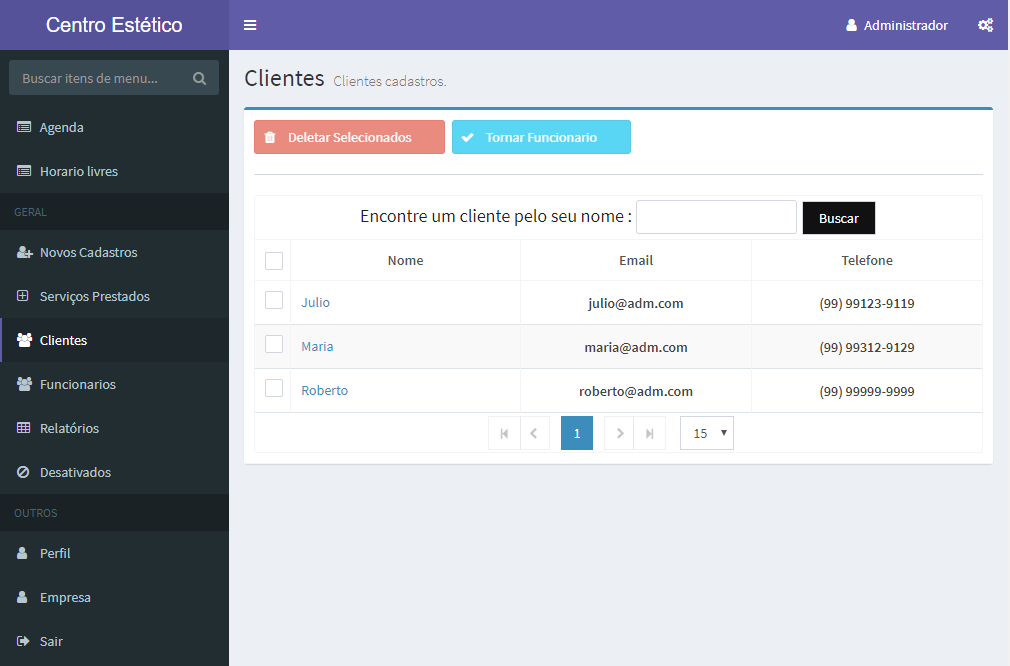 Centro Estético
Administrador
Buscar itens de menu...
Agenda
Horario livres
GERAL
Novos Cadastros
Serviços Prestados
Clientes
Funcionarios
Relatórios
Desativados
OUTROS
Perfil
Empresa
Sair
Clientes Clientes cadastros.
Deletar Selecionados Tornar Funcionario
Encontre um cliente pelo seu nome : Buscar
Nome Email Telefone
Julio julio@adm.com (99) 99123-9119
Maria maria@adm.com (99) 99312-9129
Roberto roberto@adm.com (99) 99999-9999
1 15